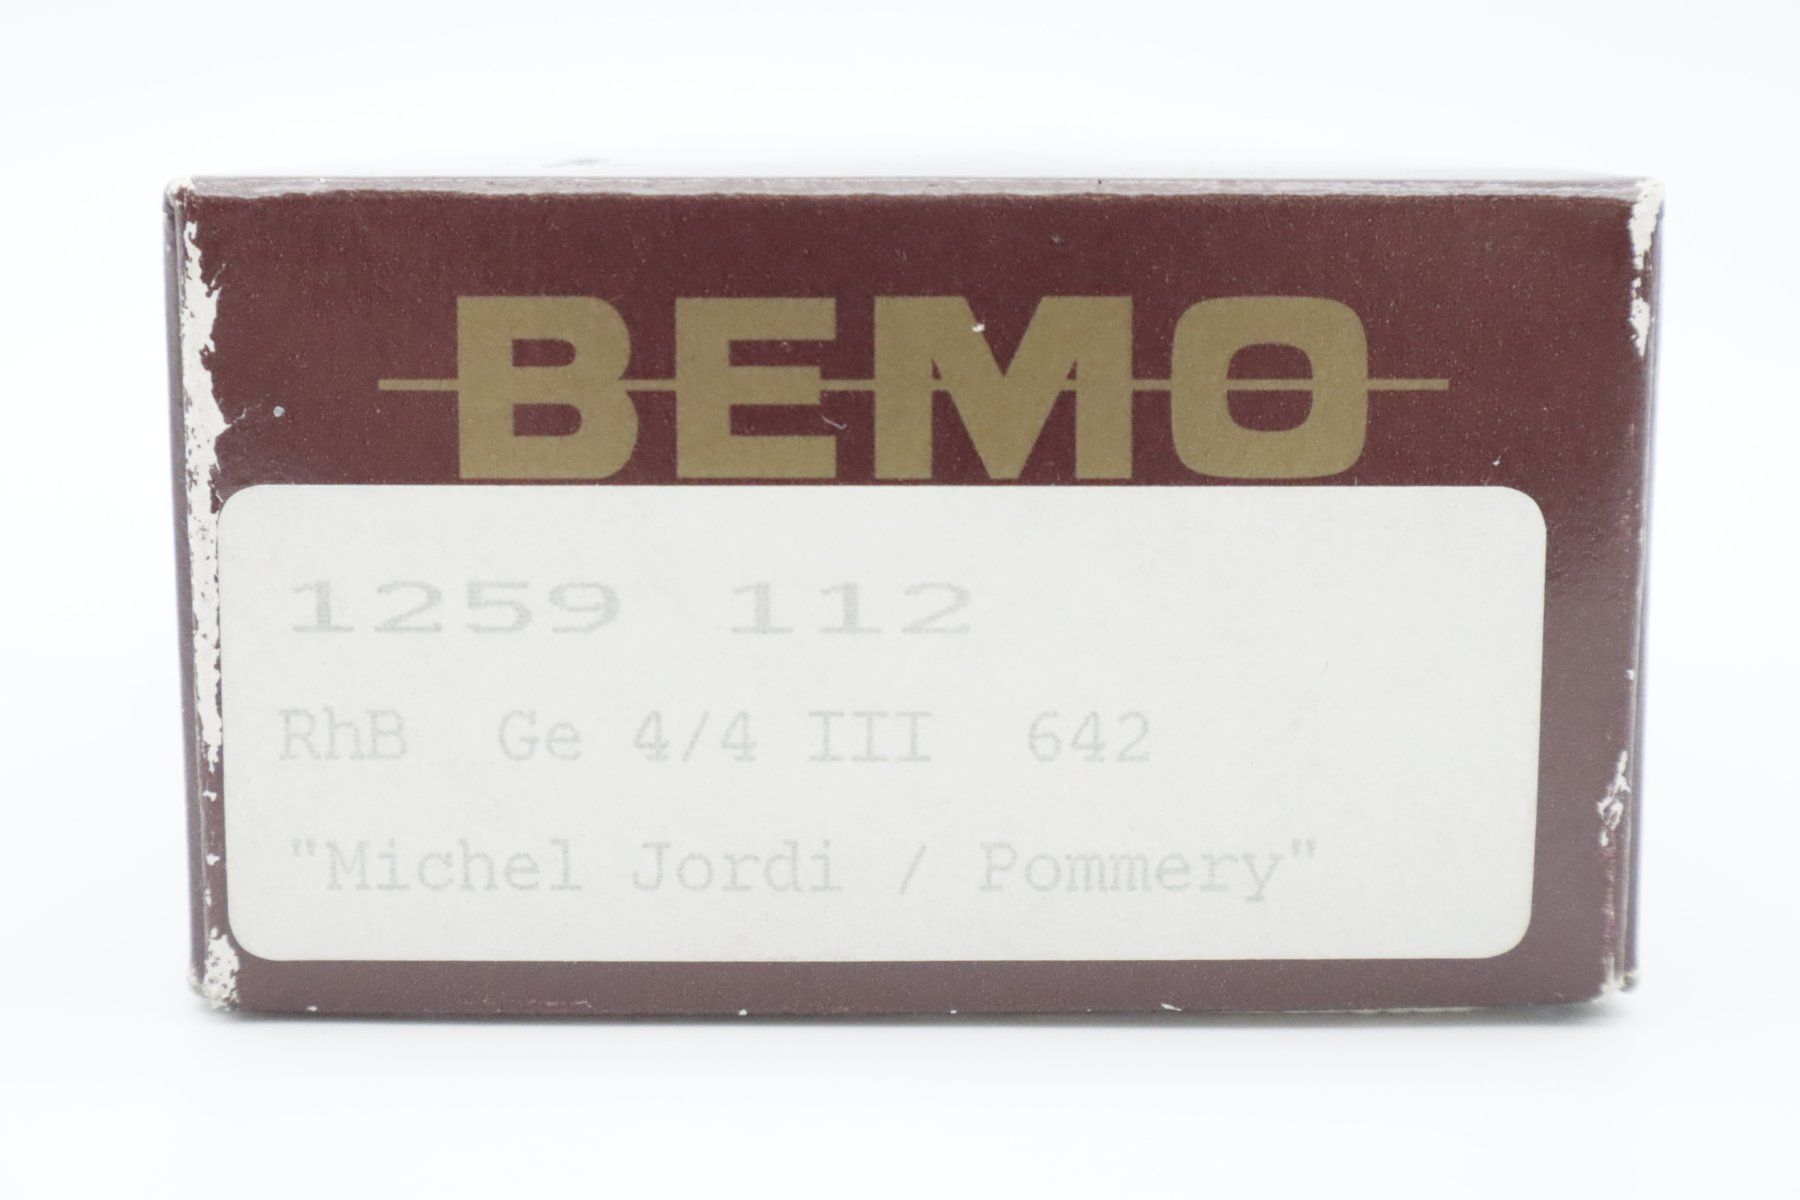 BEMO
1259 112
RhB Ge 4/4 III 642
"Michel Jordi / Pommery"